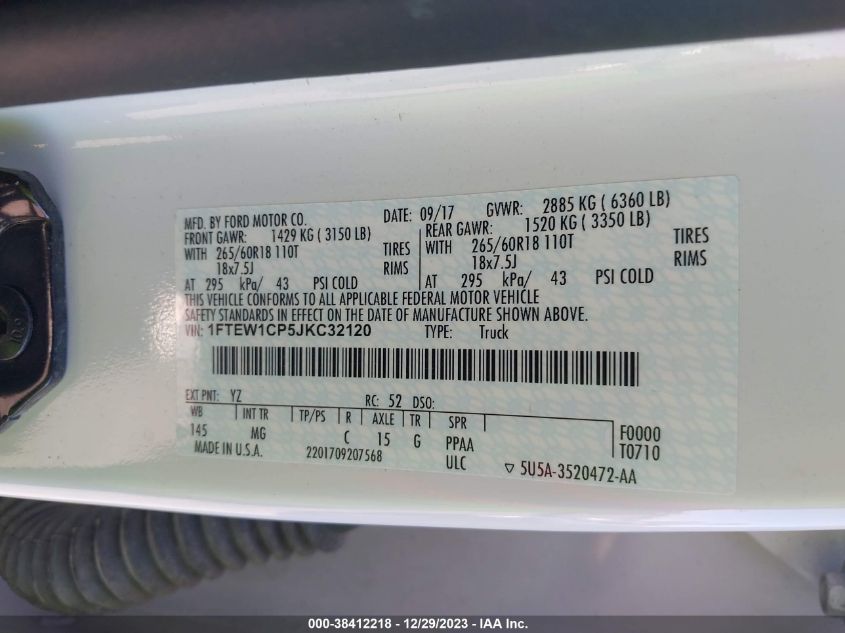 MFD. BY FORD MOTOR CO. DATE: 09/17 GVWR: 2885 KG ( 6360 LB)
FRONT GAWR: 1429 KG ( 3150 LB) REAR GAWR: 1520 KG ( 3350 LB)
WITH 265/60R18 110T TIRES WITH 265/60R18 110T TIRES
18x7.5J RIMS 18x7.5J RIMS
AT 295 kPa/ 43 PSI COLD AT 295 kPa/ 43 PSI COLD
THIS VEHICLE CONFORMS TO ALL APPLICABLE FEDERAL MOTOR VEHICLE
SAFETY STANDARDS IN EFFECT ON THE DATE OF MANUFACTURE SHOWN ABOVE.
VIN: 1FTEW1CP5JKC32120 TYPE: Truck
EXT PNT: YZ RC: 52 DSO:
WB INT TR TP/PS R AXLE TR SPR
145 MG C 15 G PPAA F0000
MADE IN U.S.A. 2201709207568 ULC T0710
▽ 5U5A-3520472-AA
000-38412218 - 12/29/2023 - IAA Inc.